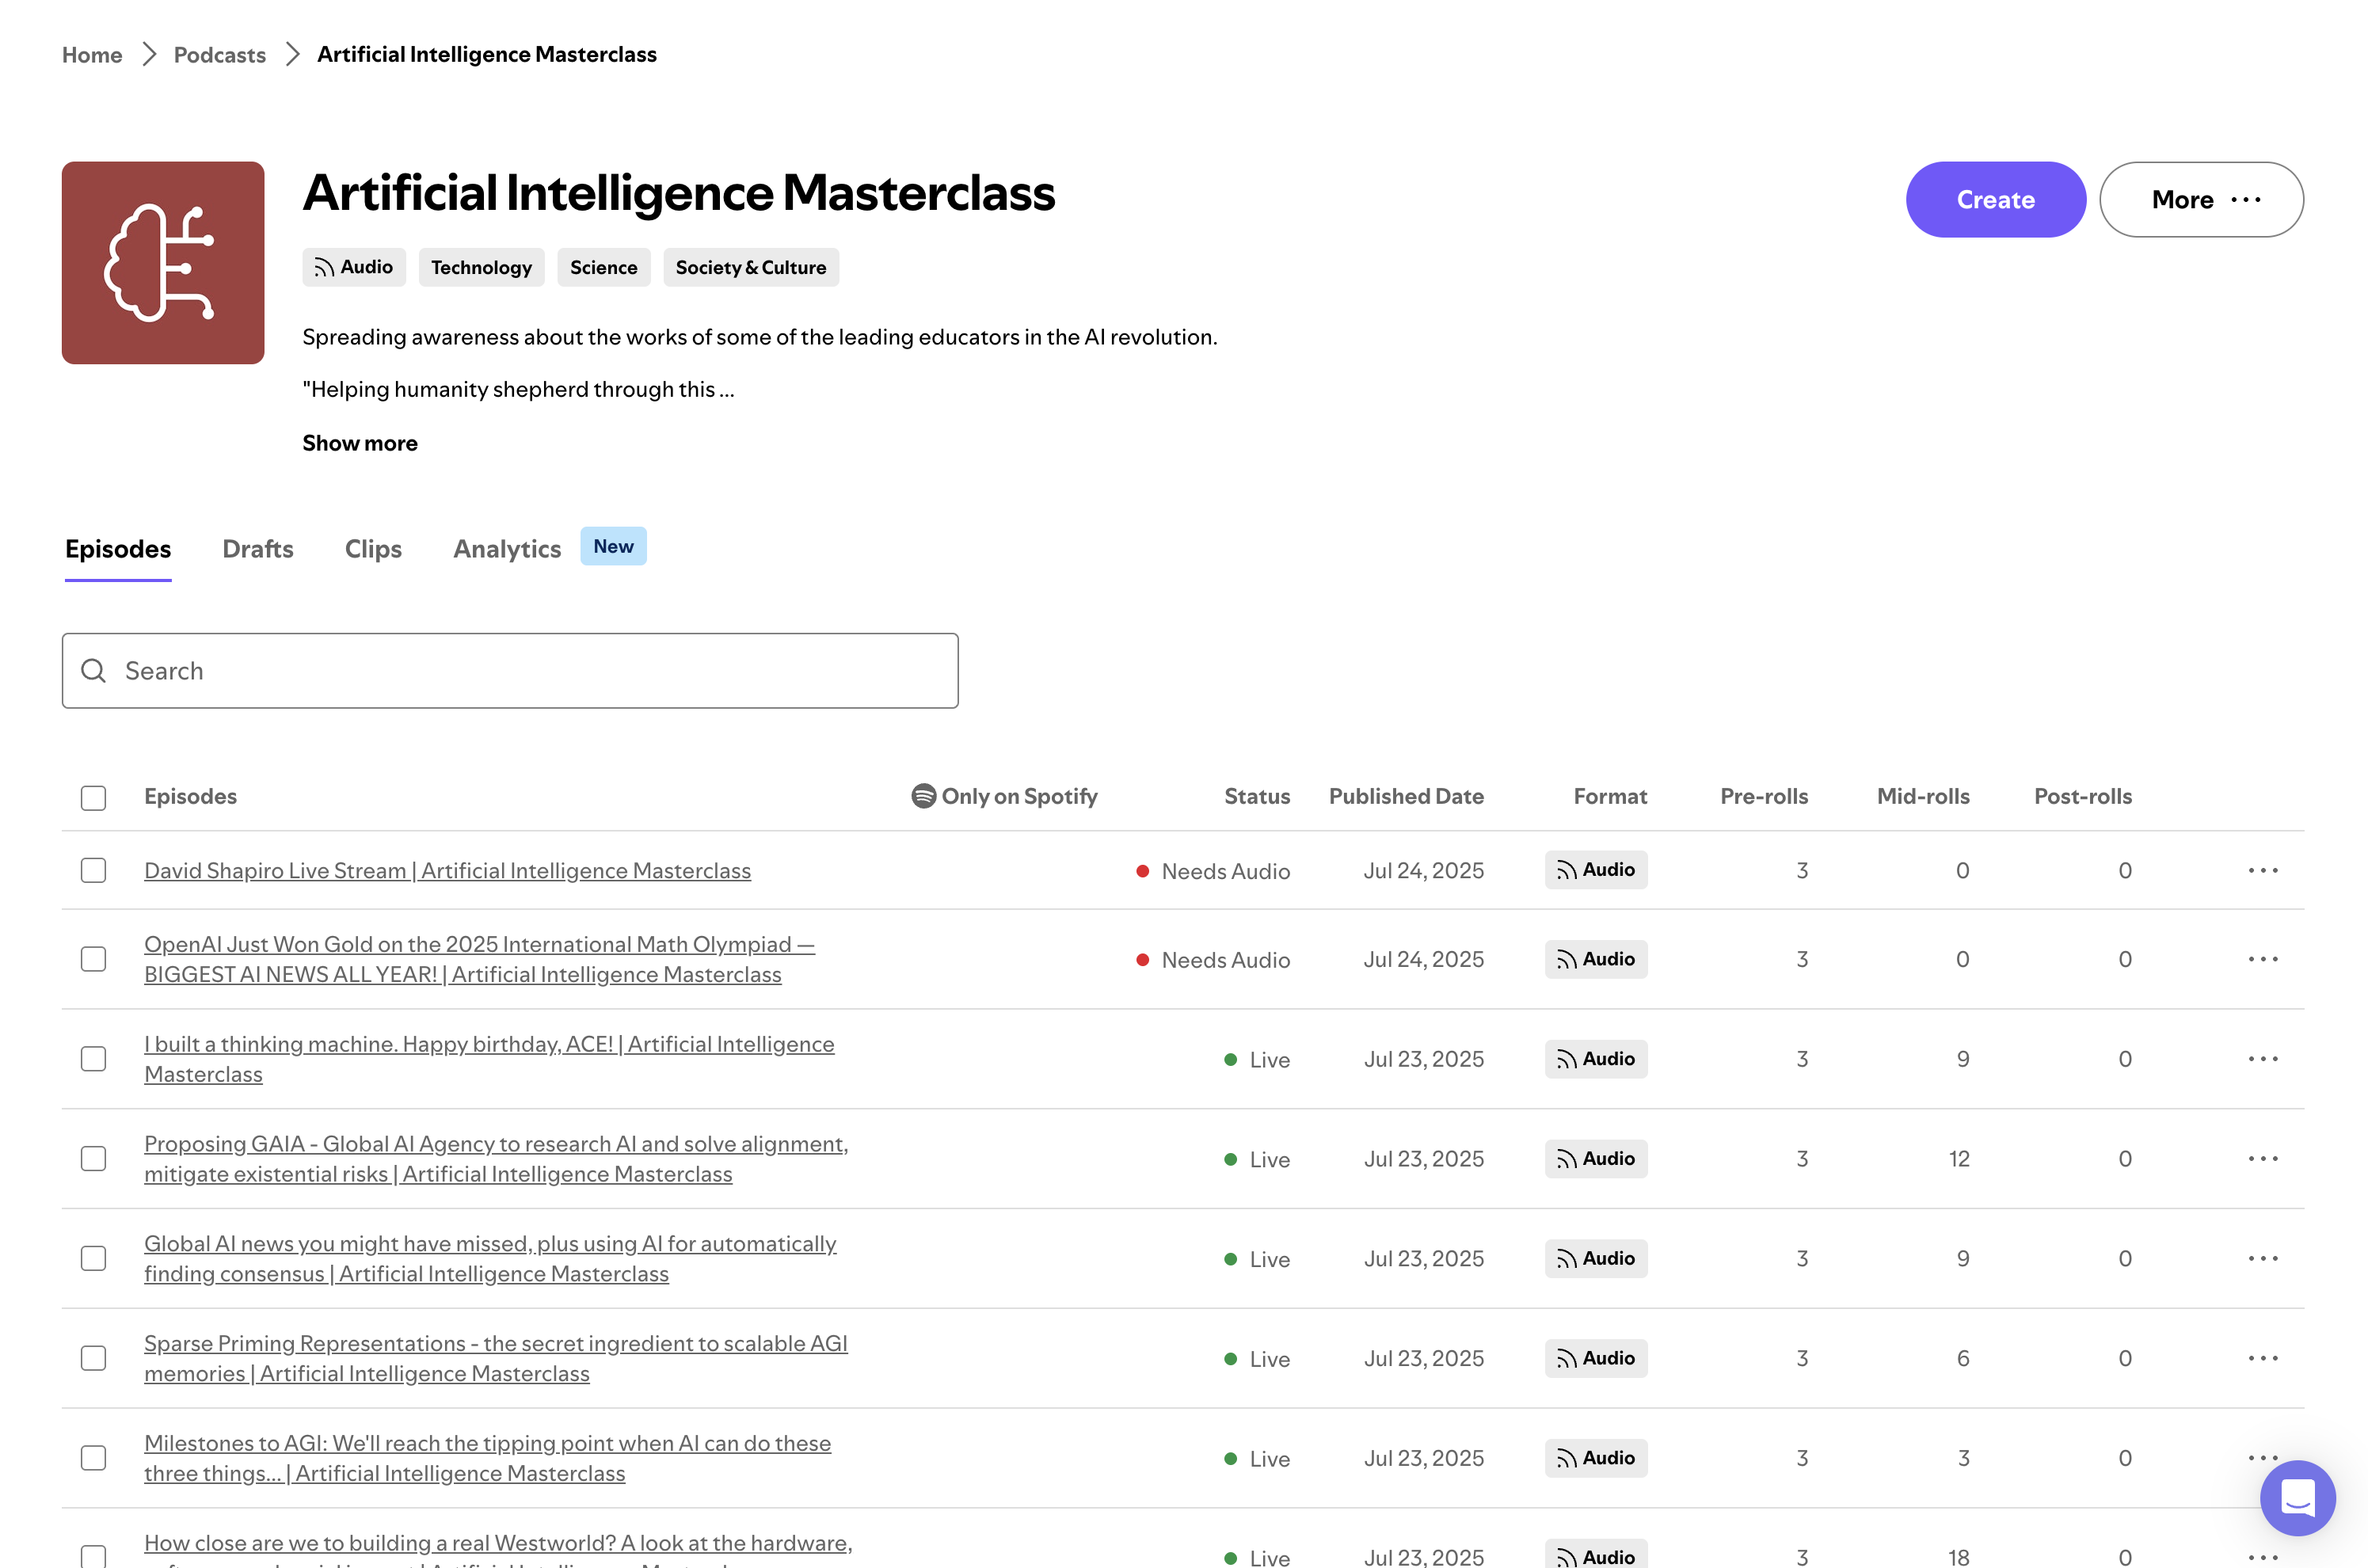 Home Podcasts Artificial Intelligence Masterclass
Artificial Intelligence Masterclass
Create More ...
Audio Technology Science Society & Culture
Spreading awareness about the works of some of the leading educators in the AI revolution.
"Helping humanity shepherd through this ...
Show more
Episodes Drafts Clips Analytics New
Search
Episodes Only on Spotify Status Published Date Format Pre-rolls Mid-rolls Post-rolls
David Shapiro Live Stream | Artificial Intelligence Masterclass Needs Audio Jul 24, 2025 Audio 3 0 0
OpenAI Just Won Gold on the 2025 International Math Olympiad —
BIGGEST AI NEWS ALL YEAR! | Artificial Intelligence Masterclass
Needs Audio Jul 24, 2025 Audio 3 0 0
I built a thinking machine. Happy birthday, ACE! | Artificial Intelligence
Masterclass
Live Jul 23, 2025 Audio 3 9 0
Proposing GAIA - Global AI Agency to research AI and solve alignment,
mitigate existential risks | Artificial Intelligence Masterclass
Live Jul 23, 2025 Audio 3 12 0
Global AI news you might have missed, plus using AI for automatically
finding consensus | Artificial Intelligence Masterclass
Live Jul 23, 2025 Audio 3 9 0
Sparse Priming Representations - the secret ingredient to scalable AGI
memories | Artificial Intelligence Masterclass
Live Jul 23, 2025 Audio 3 6 0
Milestones to AGI: We'll reach the tipping point when AI can do these
three things... | Artificial Intelligence Masterclass
Live Jul 23, 2025 Audio 3 3 0
How close are we to building a real Westworld? A look at the hardware,
Live Jul 23, 2025 Audio 3 18 0